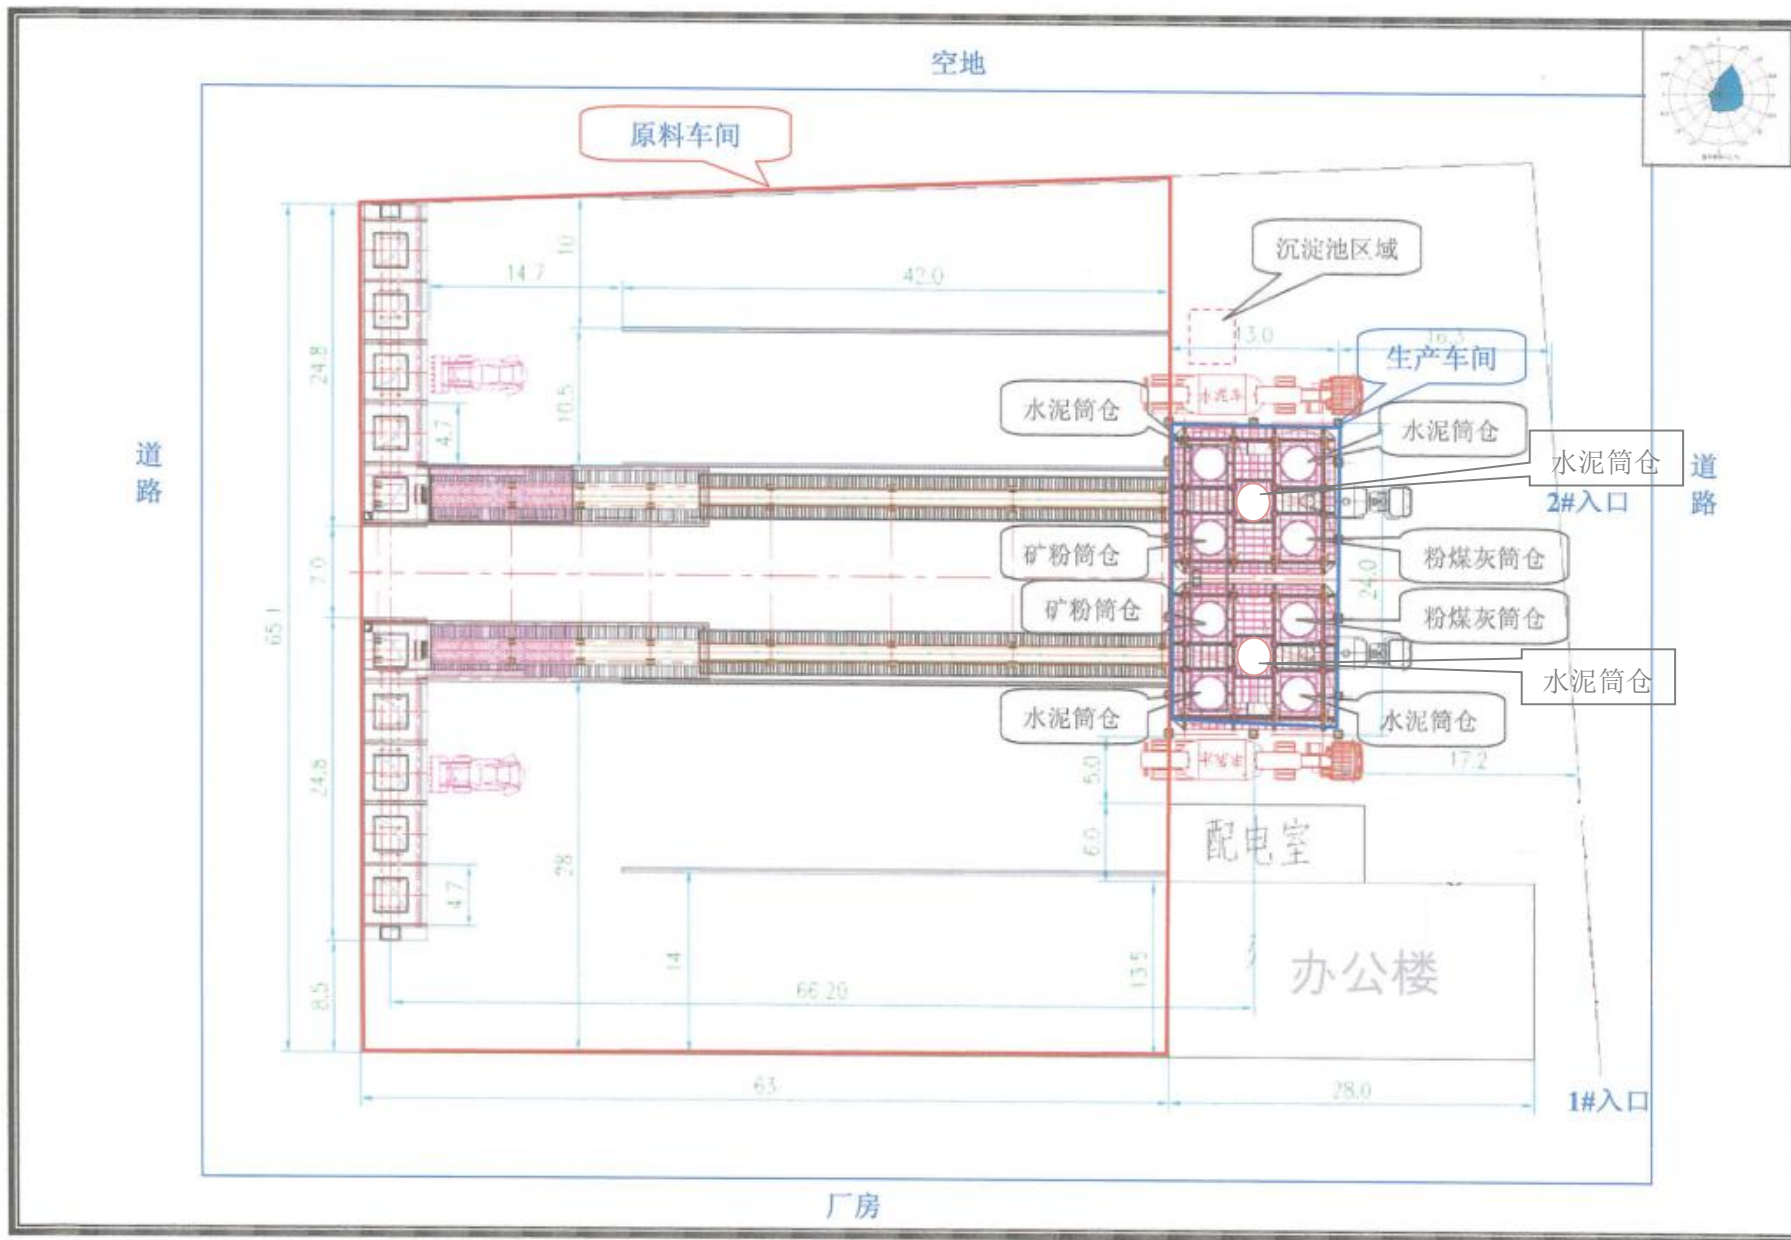 空地
原料车间
沉淀池区域
14.7
10
42.0
13.0
16.3
生产车间
24.8
水泥车
水泥筒仓
水泥筒仓
10.5
4.7
道路
水泥筒仓
道路
2#入口
矿粉筒仓
粉煤灰筒仓
7.0
24.0
矿粉筒仓
粉煤灰筒仓
65.1
水泥筒仓
水泥筒仓
水泥筒仓
17.2
24.8
5.0
6.0
配电室
28
4.7
14
13.5
办公楼
8.5
66.20
63
28.0
1#入口
厂房